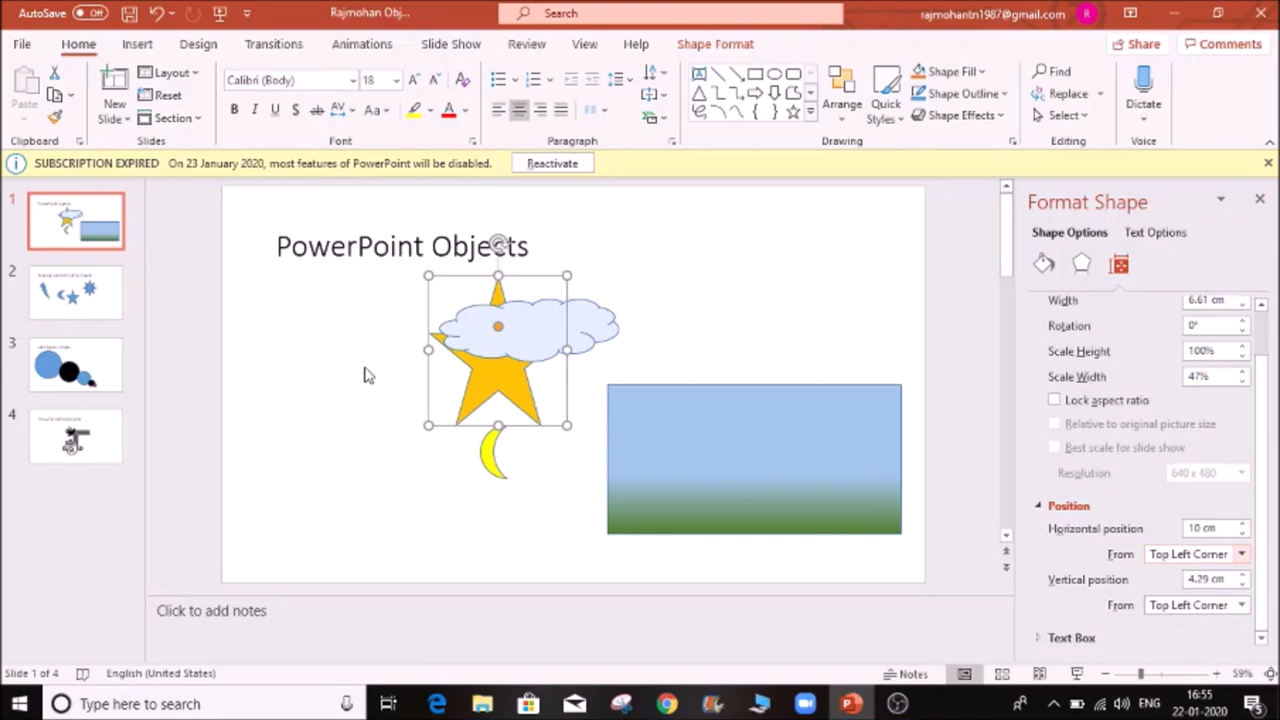 AutoSave Off Rajmohan Obj... Search rajmohantn1987@gmail.com R
File Home Insert Design Transitions Animations Slide Show Review View Help Shape Format Share Comments
Paste New Slide Layout Reset Section Calibri (Body) 18 Arrange Quick Styles Shape Fill Shape Outline Shape Effects Find Replace Select Dictate
Clipboard Slides Font Paragraph Drawing Editing Voice
SUBSCRIPTION EXPIRED On 23 January 2020, most features of PowerPoint will be disabled. Reactivate
1
2
3
4
PowerPoint Objects
Format Shape
Shape Options Text Options
Width 6.61 cm
Rotation 0°
Scale Height 100%
Scale Width 47%
Lock aspect ratio
Relative to original picture size
Best scale for slide show
Resolution 640 x 480
Position
Horizontal position 10 cm
From Top Left Corner
Vertical position 4.29 cm
From Top Left Corner
Text Box
Click to add notes
Slide 1 of 4 English (United States) Notes 59%
Type here to search ENG 16:55
22-01-2020 5